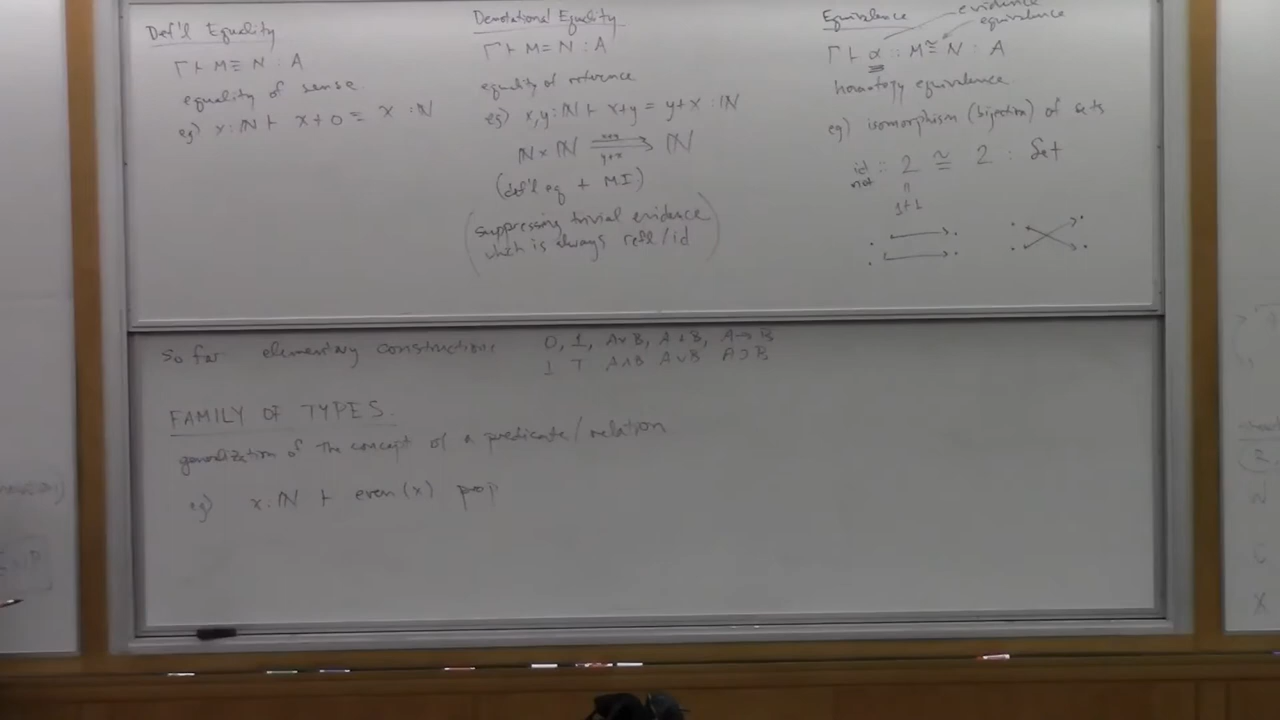 Def'l Equality
Γ ⊢ M ≡ N : A
equality of sense
eg) x:ℕ ⊢ x+0 ≡ x : ℕ
Denotational Equality
Γ ⊢ M = N : A
equality of reference
eg) x,y:ℕ ⊢ x+y = y+x : ℕ
x+y
ℕ × ℕ ⇉ ℕ
y+x
(def'l eq + MI)
(suppressing trivial evidence
which is always refl/id)
Equivalence
evidence
equivalence
Γ ⊢ α :: M ≅ N : A
homotopy equivalence
eg) isomorphism (bijection) of sets
id :: 2 ≅ 2 : Set
not
"
1+1
So far elementary constructions 0, 1, A×B, A+B, A→B
⊥ ⊤ A∧B A∨B A⊃B
FAMILY OF TYPES.
generalization of the concept of a predicate/relation
eg) x:ℕ ⊢ even(x) prop